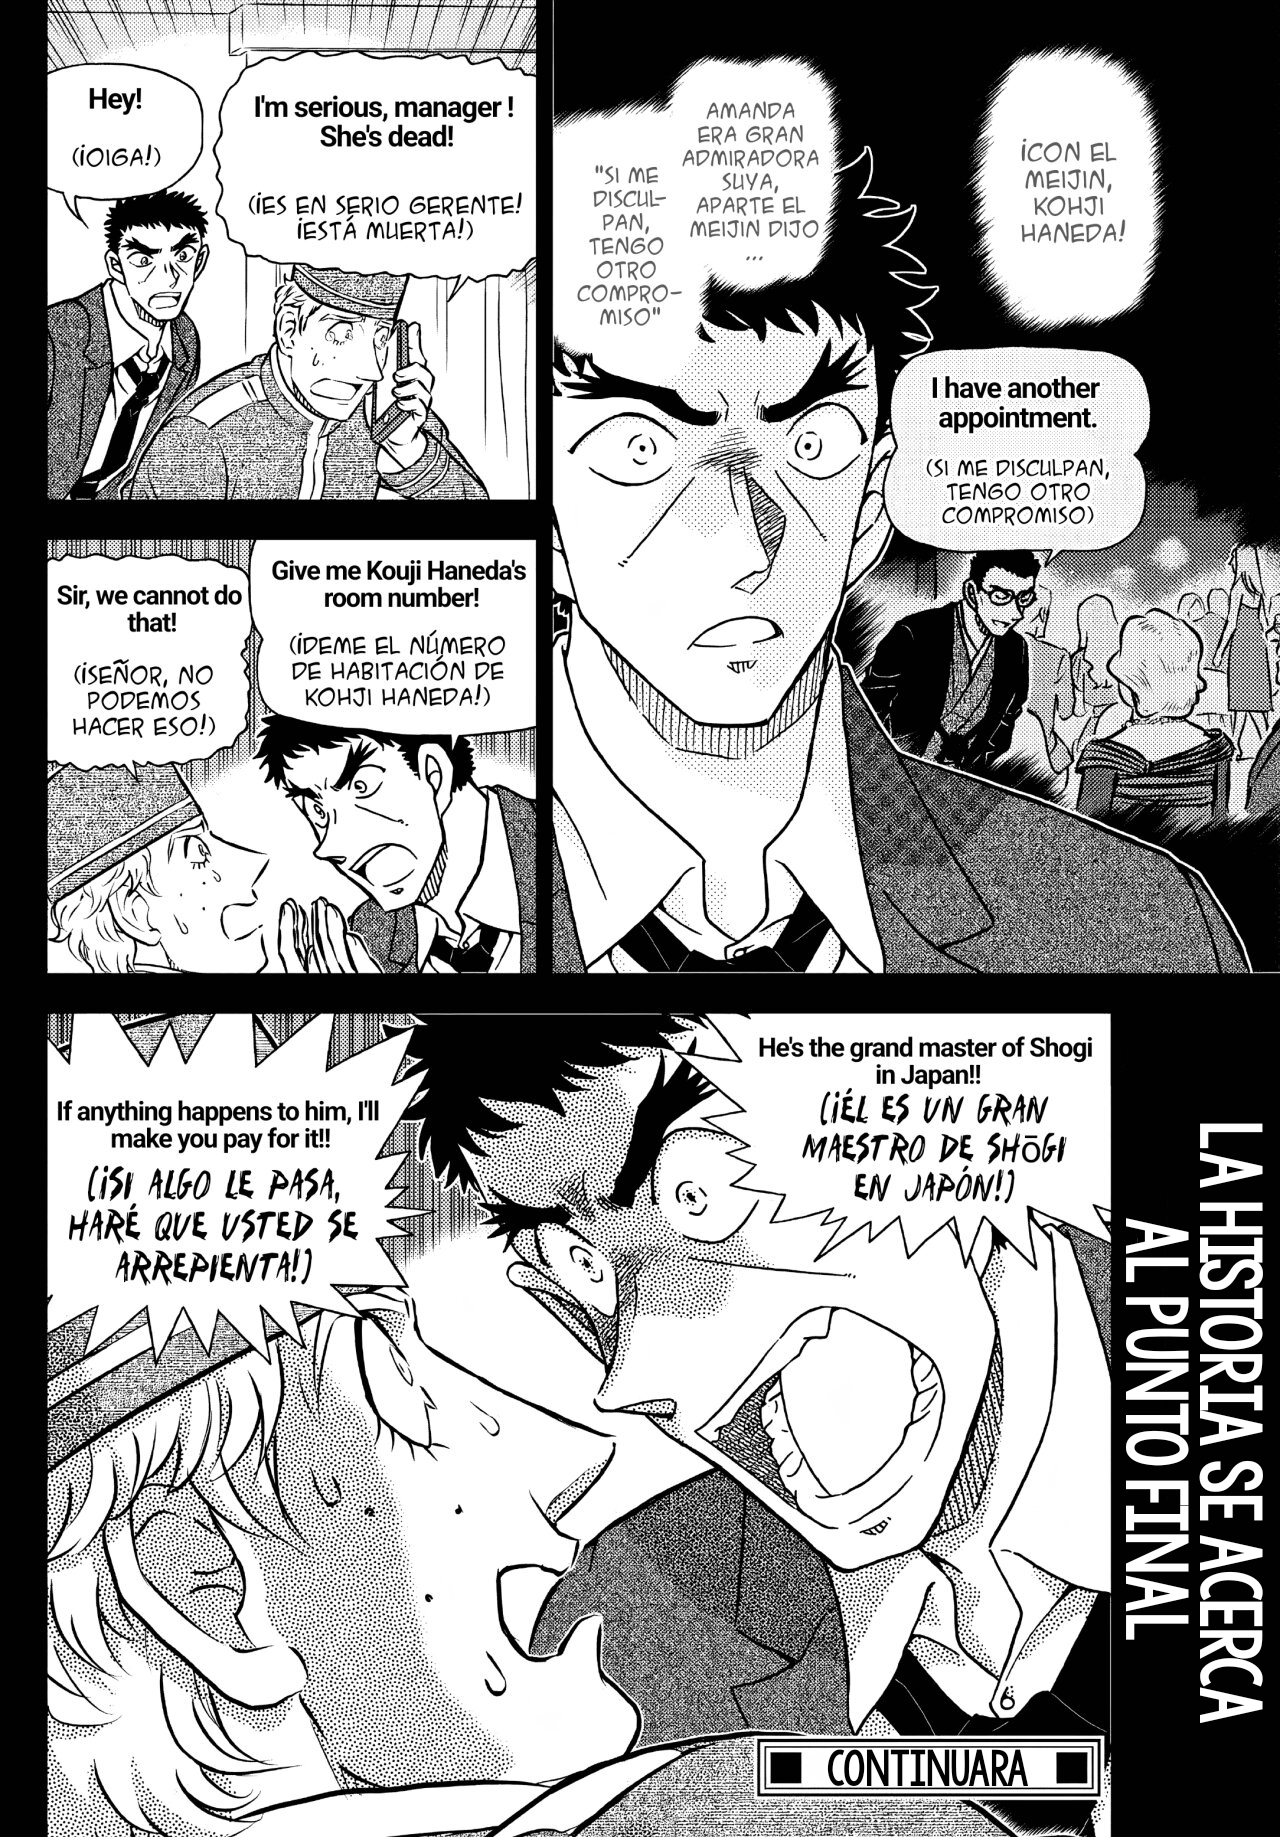 ¡CON EL
MEIJIN,
KOHJI
HANEDA!
AMANDA
ERA GRAN
ADMIRADORA
SUYA,
APARTE EL
MEIJIN DIJO
...
"SI ME
DISCUL-
PAN,
TENGO
OTRO
COMPRO-
MISO"
I have another
appointment.
(SI ME DISCULPAN,
TENGO OTRO
COMPROMISO)
I'm serious, manager !
She's dead!
(¡ES EN SERIO GERENTE!
¡ESTÁ MUERTA!)
Hey!
(¡OIGA!)
Give me Kouji Haneda's
room number!
(¡DEME EL NÚMERO
DE HABITACIÓN DE
KOHJI HANEDA!)
Sir, we cannot do
that!
(¡SEÑOR, NO
PODEMOS
HACER ESO!)
He's the grand master of Shogi
in Japan!!
(¡ÉL ES UN GRAN
MAESTRO DE SHŌGI
EN JAPÓN!)
If anything happens to him, I'll
make you pay for it!!
(¡SI ALGO LE PASA,
HARÉ QUE USTED SE
ARREPIENTA!)
LA HISTORIA SE ACERCA
AL PUNTO FINAL
CONTINUARA